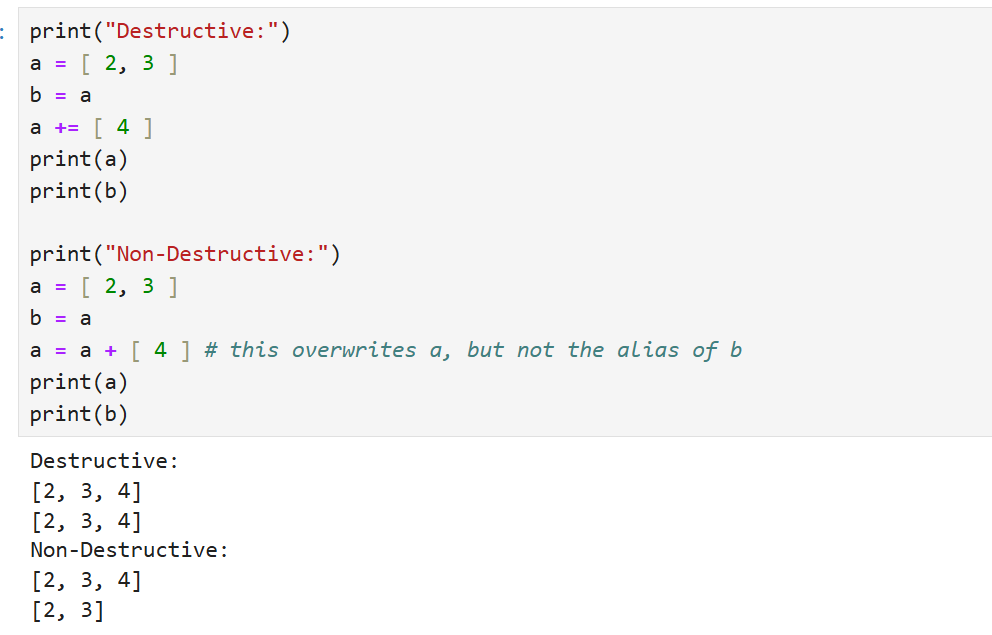 :
print("Destructive:")
a = [ 2, 3 ]
b = a
a += [ 4 ]
print(a)
print(b)
print("Non-Destructive:")
a = [ 2, 3 ]
b = a
a = a + [ 4 ] # this overwrites a, but not the alias of b
print(a)
print(b)
Destructive:
[2, 3, 4]
[2, 3, 4]
Non-Destructive:
[2, 3, 4]
[2, 3]